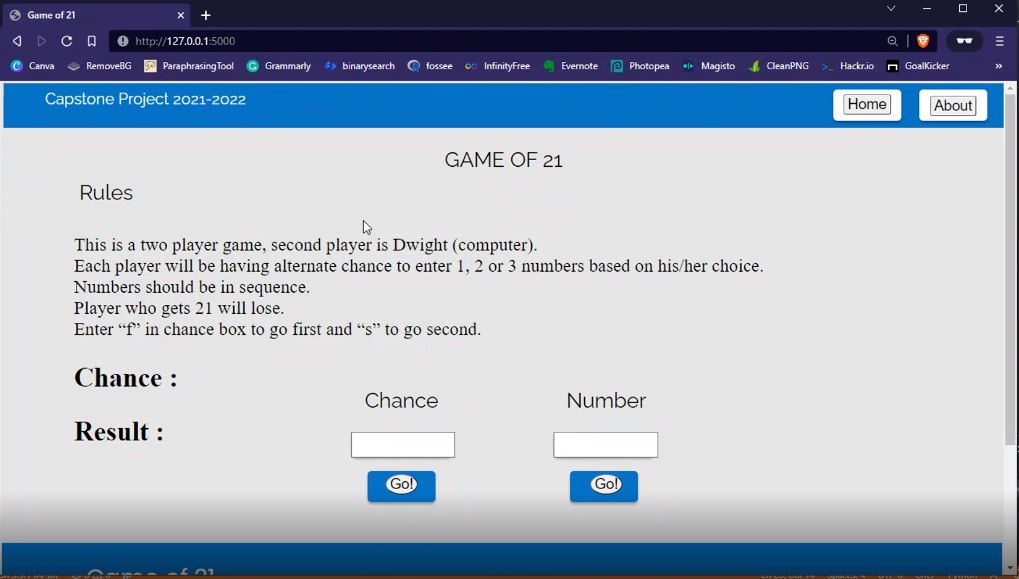 Game of 21
http://127.0.0.1:5000
Canva RemoveBG ParaphrasingTool Grammarly binarysearch fossee InfinityFree Evernote Photopea Magisto CleanPNG Hackr.io GoalKicker »
Capstone Project 2021-2022
Home About
GAME OF 21
Rules
This is a two player game, second player is Dwight (computer).
Each player will be having alternate chance to enter 1, 2 or 3 numbers based on his/her choice.
Numbers should be in sequence.
Player who gets 21 will lose.
Enter “f” in chance box to go first and “s” to go second.
Chance :
Chance Number
Result :
Go! Go!
Game of 21